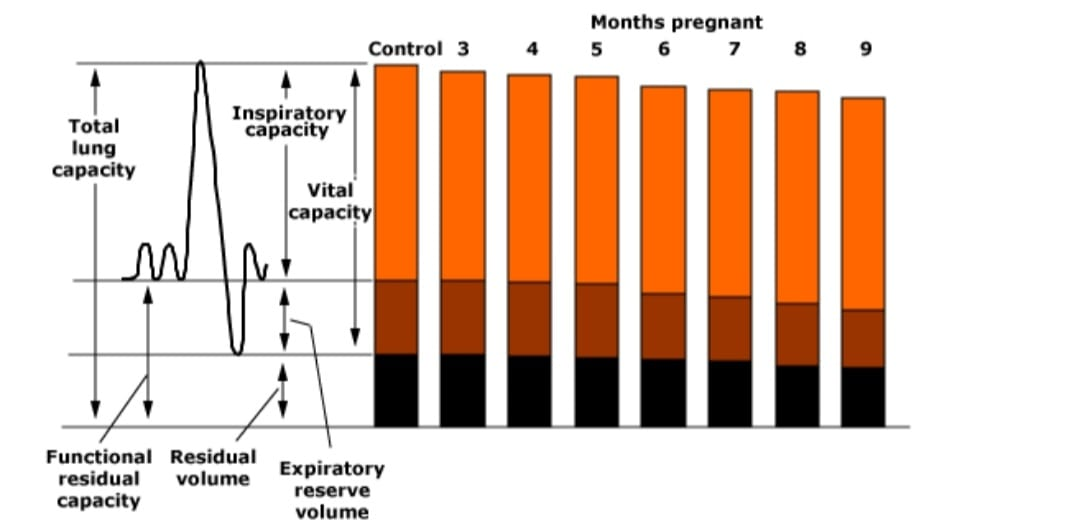 Months pregnant
Control 3 4 5 6 7 8 9
Total
lung
capacity
Inspiratory
capacity
Vital
capacity
Functional
residual
capacity
Residual
volume
Expiratory
reserve
volume